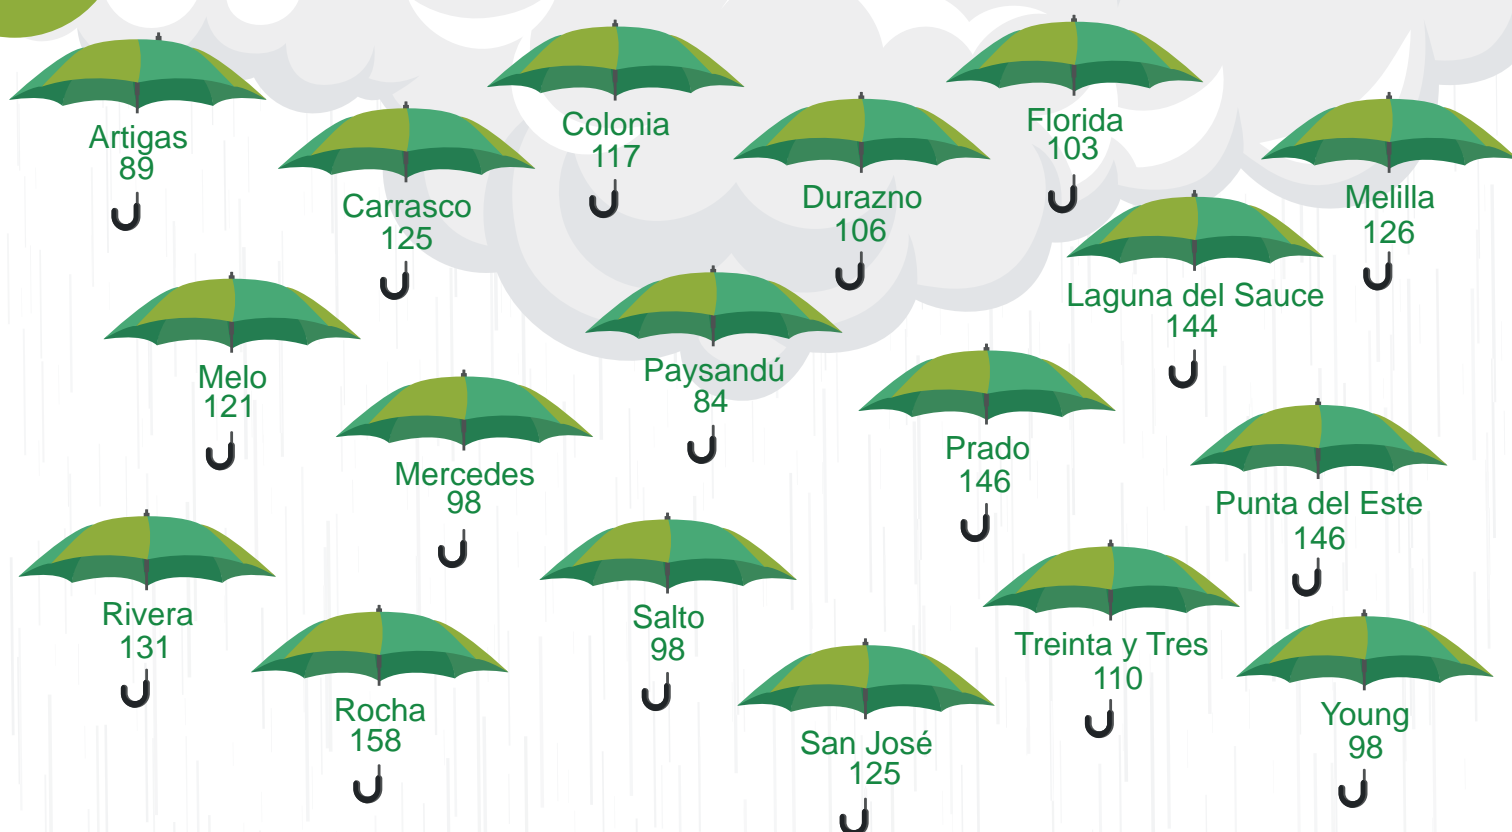 Artigas
89
Carrasco
125
Colonia
117
Durazno
106
Florida
103
Melilla
126
Laguna del Sauce
144
Melo
121
Mercedes
98
Paysandú
84
Prado
146
Punta del Este
146
Rivera
131
Rocha
158
Salto
98
San José
125
Treinta y Tres
110
Young
98